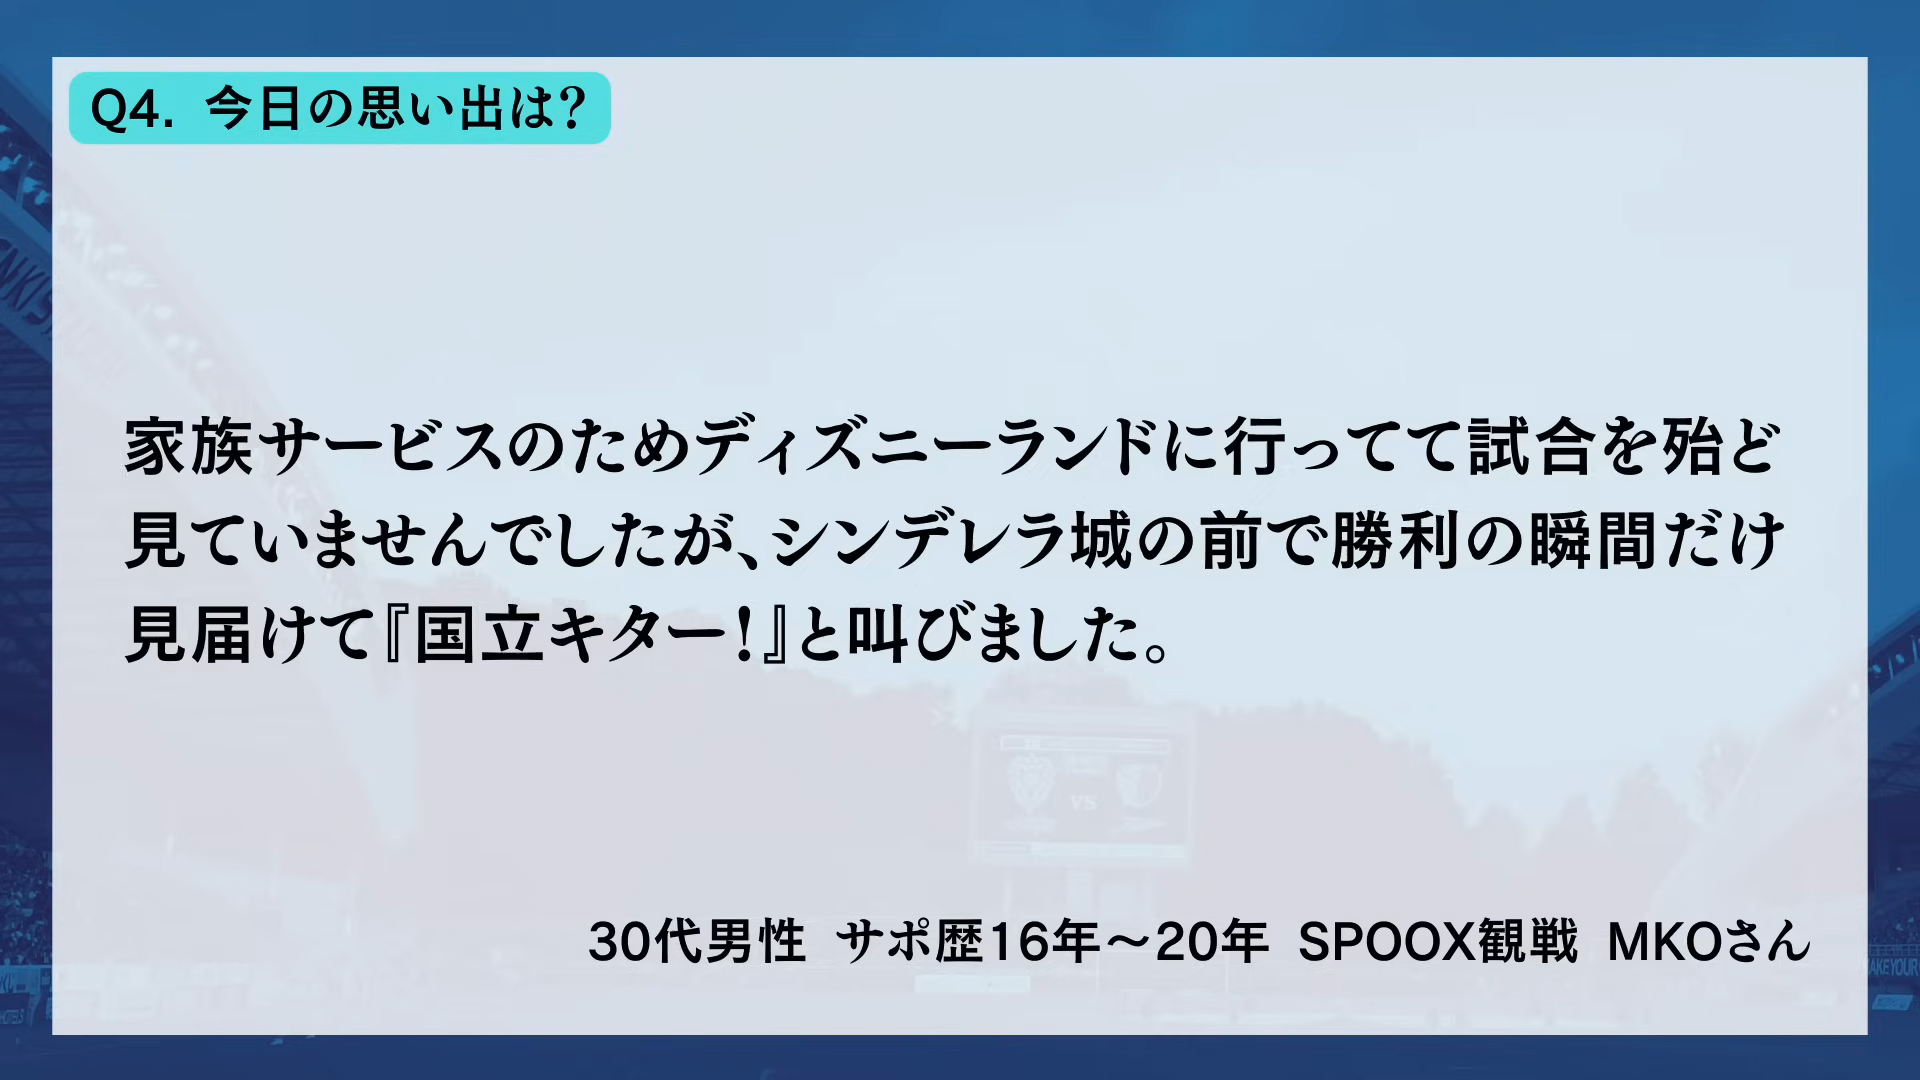 Q4. 今日の思い出は？
家族サービスのためディズニーランドに行ってて試合を殆ど
見ていませんでしたが、シンデレラ城の前で勝利の瞬間だけ
見届けて『国立キター！』と叫びました。
VS
30代男性 サポ歴16年～20年 SPOOX観戦 MKOさん